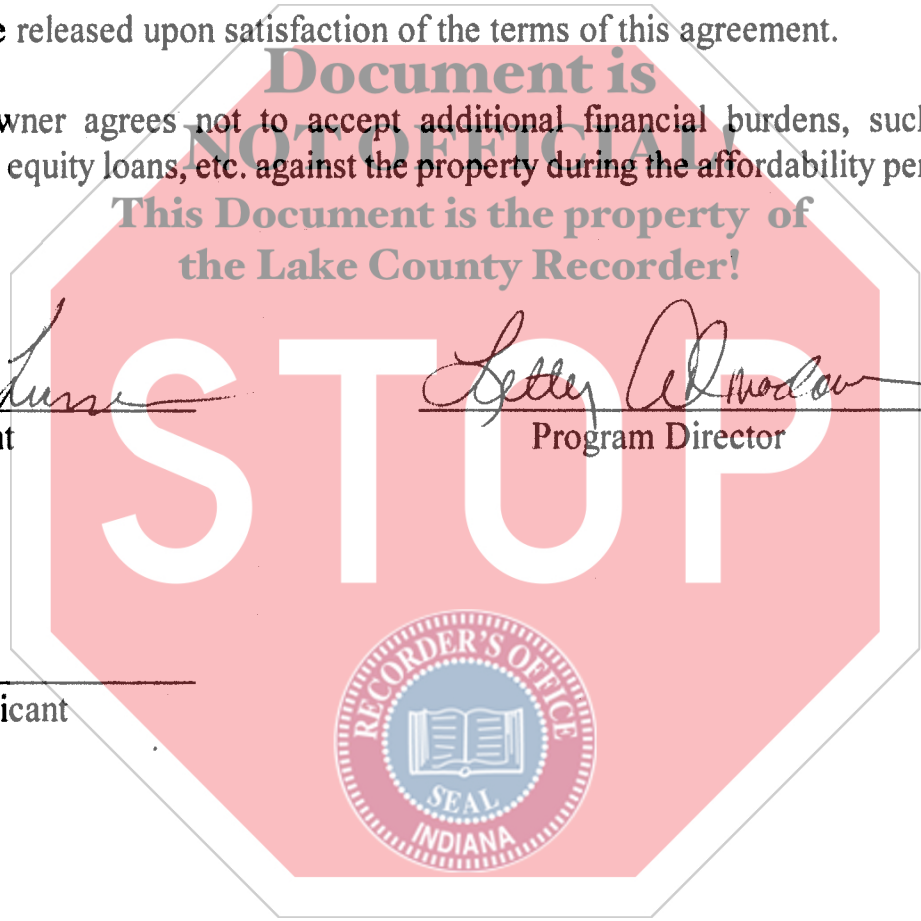 e released upon satisfaction of the terms of this agreement.
Document is
wner agrees not to accept additional financial burdens, suc
NOT OFFICIAL!
equity loans, etc. against the property during the affordability per
This Document is the property of
the Lake County Recorder!
STOP
Letty
nt
Program Director
icant
RECORDER'S OFFICE
SEAL
INDIANA